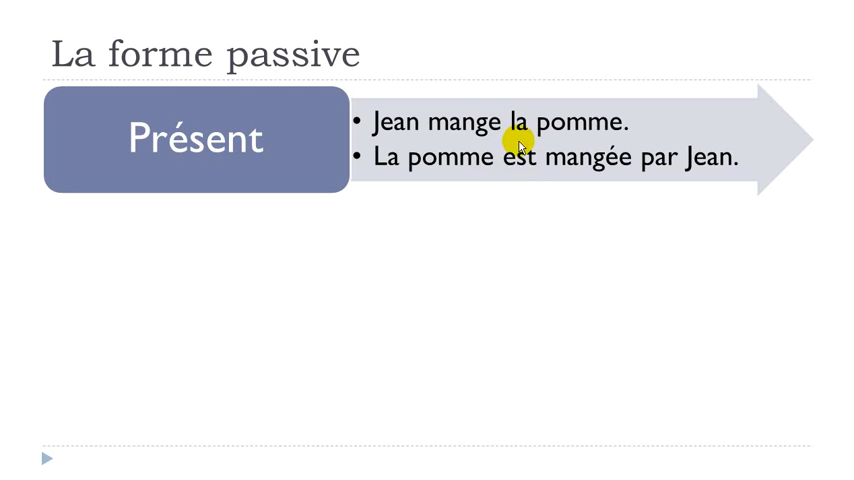 La forme passive
Présent
• Jean mange la pomme.
• La pomme est mangée par Jean.